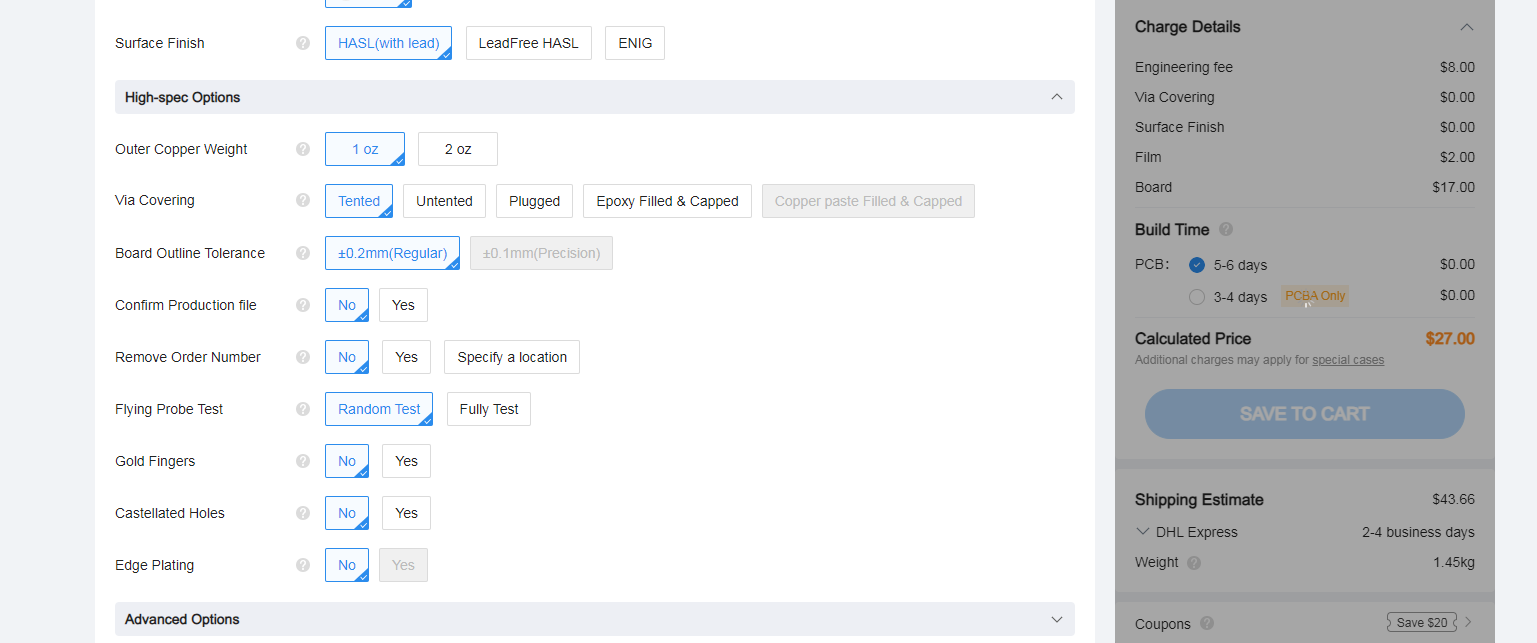 Surface Finish ? HASL(with lead) LeadFree HASL ENIG
High-spec Options
Outer Copper Weight ? 1 oz 2 oz
Via Covering ? Tented Untented Plugged Epoxy Filled & Capped Copper paste Filled & Capped
Board Outline Tolerance ? ±0.2mm(Regular) ±0.1mm(Precision)
Confirm Production file ? No Yes
Remove Order Number ? No Yes Specify a location
Flying Probe Test ? Random Test Fully Test
Gold Fingers ? No Yes
Castellated Holes ? No Yes
Edge Plating ? No Yes
Advanced Options
Charge Details
Engineering fee $8.00
Via Covering $0.00
Surface Finish $0.00
Film $2.00
Board $17.00
Build Time ?
PCB: 5-6 days $0.00
3-4 days PCBA Only $0.00
Calculated Price $27.00
Additional charges may apply for special cases
SAVE TO CART
Shipping Estimate $43.66
DHL Express 2-4 business days
Weight ? 1.45kg
Coupons ? Save $20